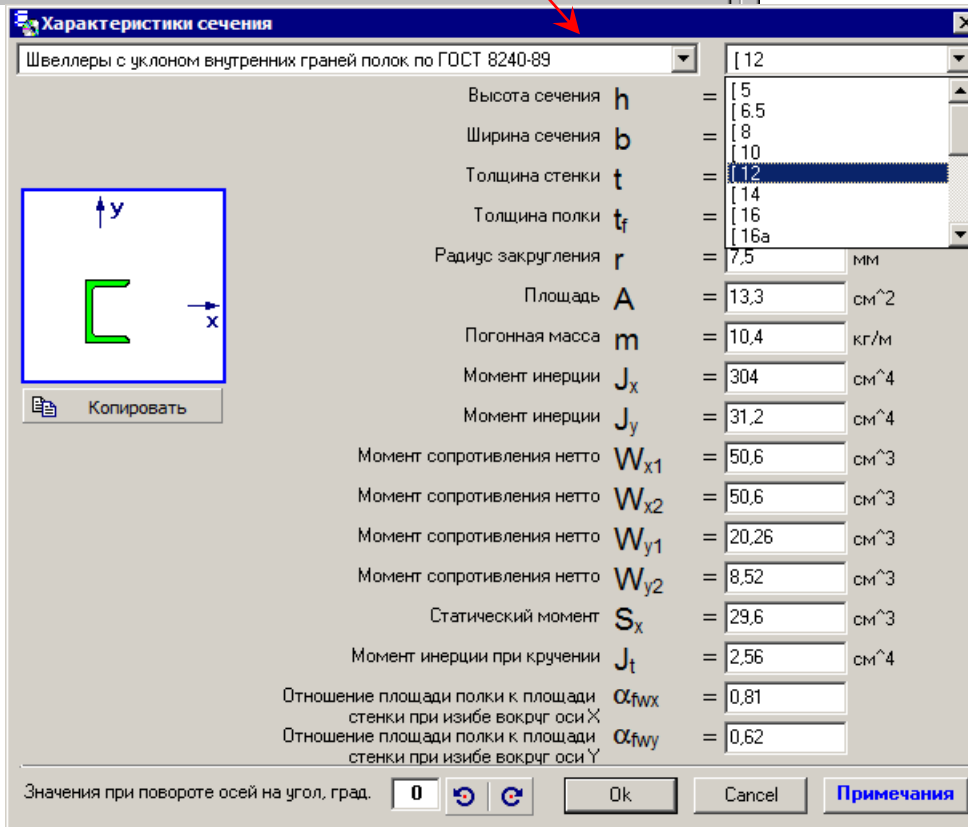 Характеристики сечения
Швеллеры с уклоном внутренних граней полок по ГОСТ 8240-89 [ 12
Высота сечения h =
[ 5
[ 6.5
[ 8
[ 10
[ 12
[ 14
[ 16
[ 16а
Ширина сечения b =
Толщина стенки t =
Толщина полки tf =
Радиус закругления r = 7,5 мм
Площадь A = 13,3 см^2
Погонная масса m = 10,4 кг/м
Момент инерции Jx = 304 см^4
Момент инерции Jy = 31,2 см^4
Момент сопротивления нетто Wx1 = 50,6 см^3
Момент сопротивления нетто Wx2 = 50,6 см^3
Момент сопротивления нетто Wy1 = 20,26 см^3
Момент сопротивления нетто Wy2 = 8,52 см^3
Статический момент Sx = 29,6 см^3
Момент инерции при кручении Jt = 2,56 см^4
Отношение площади полки к площади αfwx = 0,81
стенки при изибе вокруг оси X
Отношение площади полки к площади αfwy = 0,62
стенки при изибе вокруг оси Y
y
x
Копировать
Значения при повороте осей на угол, град. 0 Ok Cancel Примечания